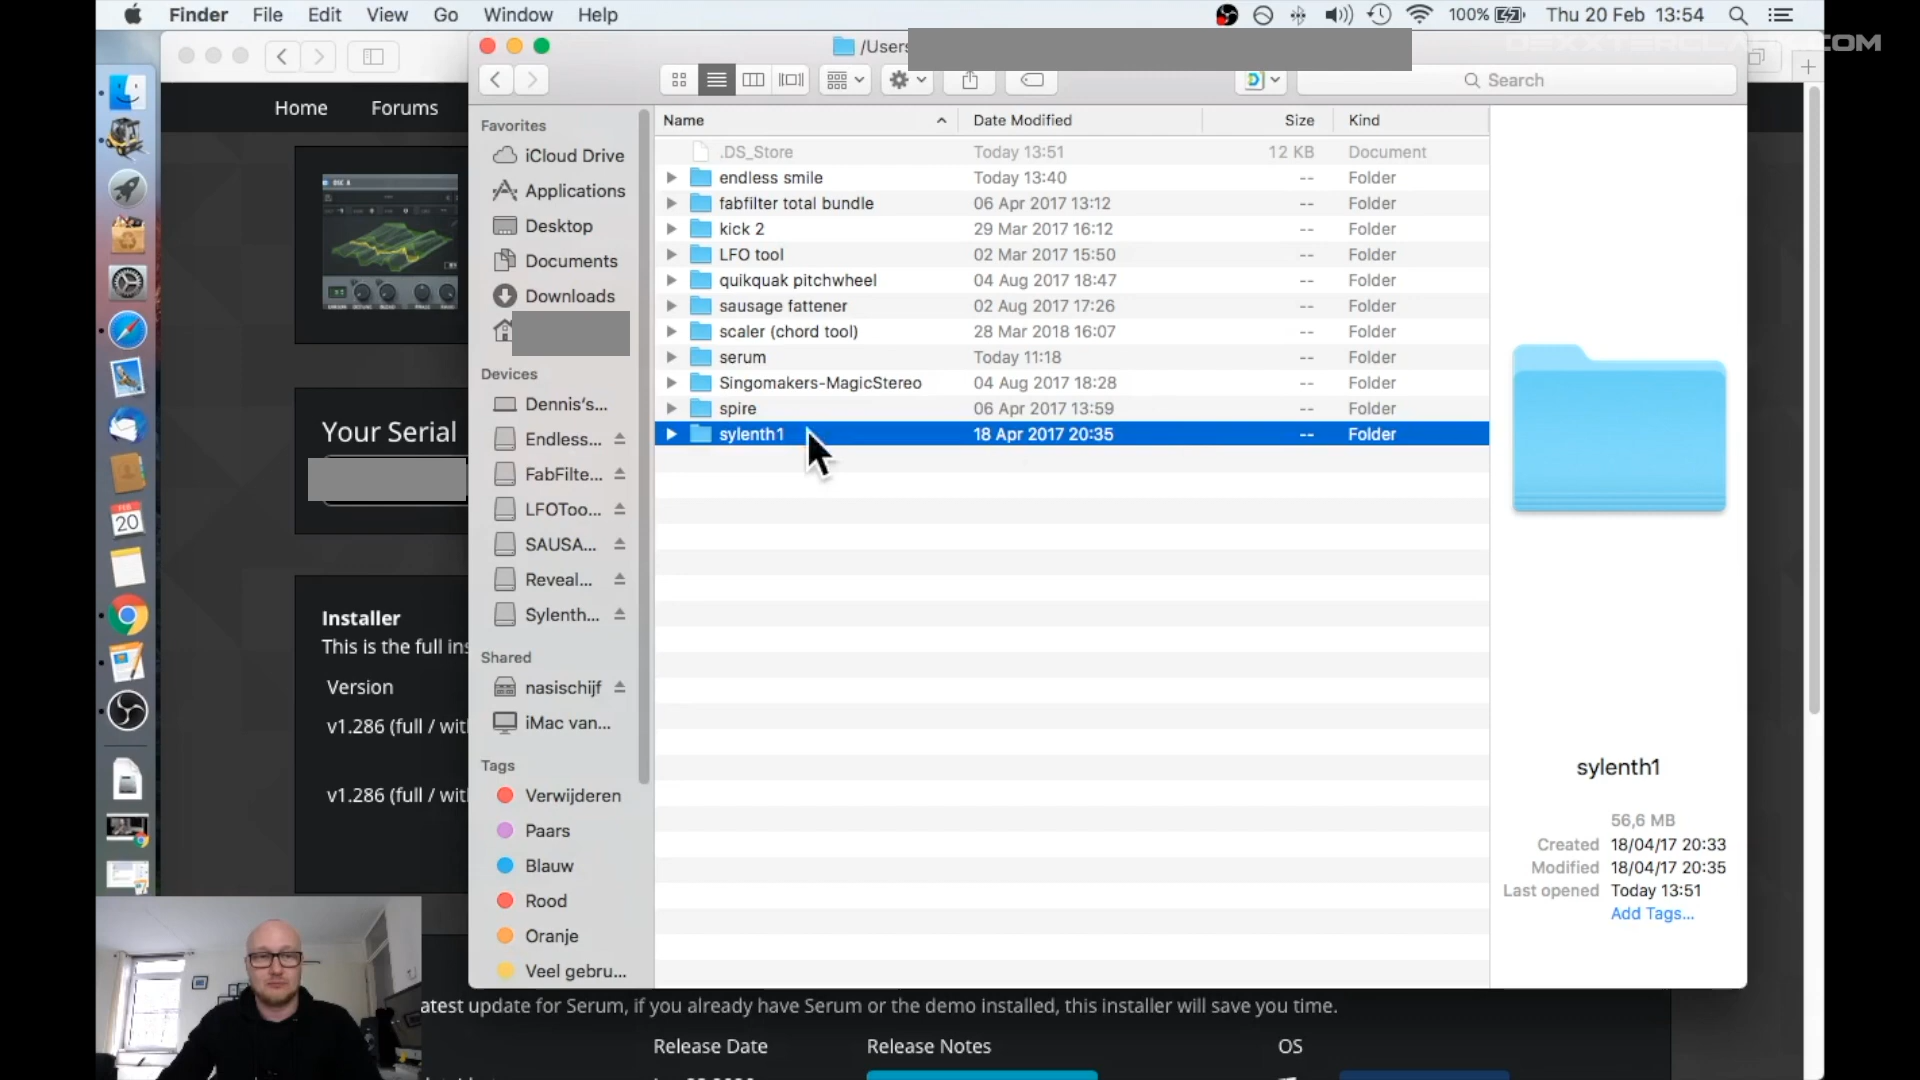 Finder File Edit View Go Window Help 100% Thu 20 Feb 13:54
.COM
/Users
Search
Home Forums
Favorites
iCloud Drive
Applications
Desktop
Documents
Downloads
Devices
Dennis's...
Endless...
FabFilte...
LFOToo...
SAUSA...
Reveal...
Sylenth...
Shared
nasischijf
iMac van...
Tags
Verwijderen
Paars
Blauw
Rood
Oranje
Veel gebru...
Name Date Modified Size Kind
.DS_Store Today 13:51 12 KB Document
endless smile Today 13:40 -- Folder
fabfilter total bundle 06 Apr 2017 13:12 -- Folder
kick 2 29 Mar 2017 16:12 -- Folder
LFO tool 02 Mar 2017 15:50 -- Folder
quikquak pitchwheel 04 Aug 2017 18:47 -- Folder
sausage fattener 02 Aug 2017 17:26 -- Folder
scaler (chord tool) 28 Mar 2018 16:07 -- Folder
serum Today 11:18 -- Folder
Singomakers-MagicStereo 04 Aug 2017 18:28 -- Folder
spire 06 Apr 2017 13:59 -- Folder
sylenth1 18 Apr 2017 20:35 -- Folder
sylenth1
56,6 MB
Created 18/04/17 20:33
Modified 18/04/17 20:35
Last opened Today 13:51
Add Tags...
OSC A
Your Serial
Installer
This is the full ins
Version
v1.286 (full / with
v1.286 (full / with
FEB
20
atest update for Serum, if you already have Serum or the demo installed, this installer will save you time.
Release Date Release Notes OS